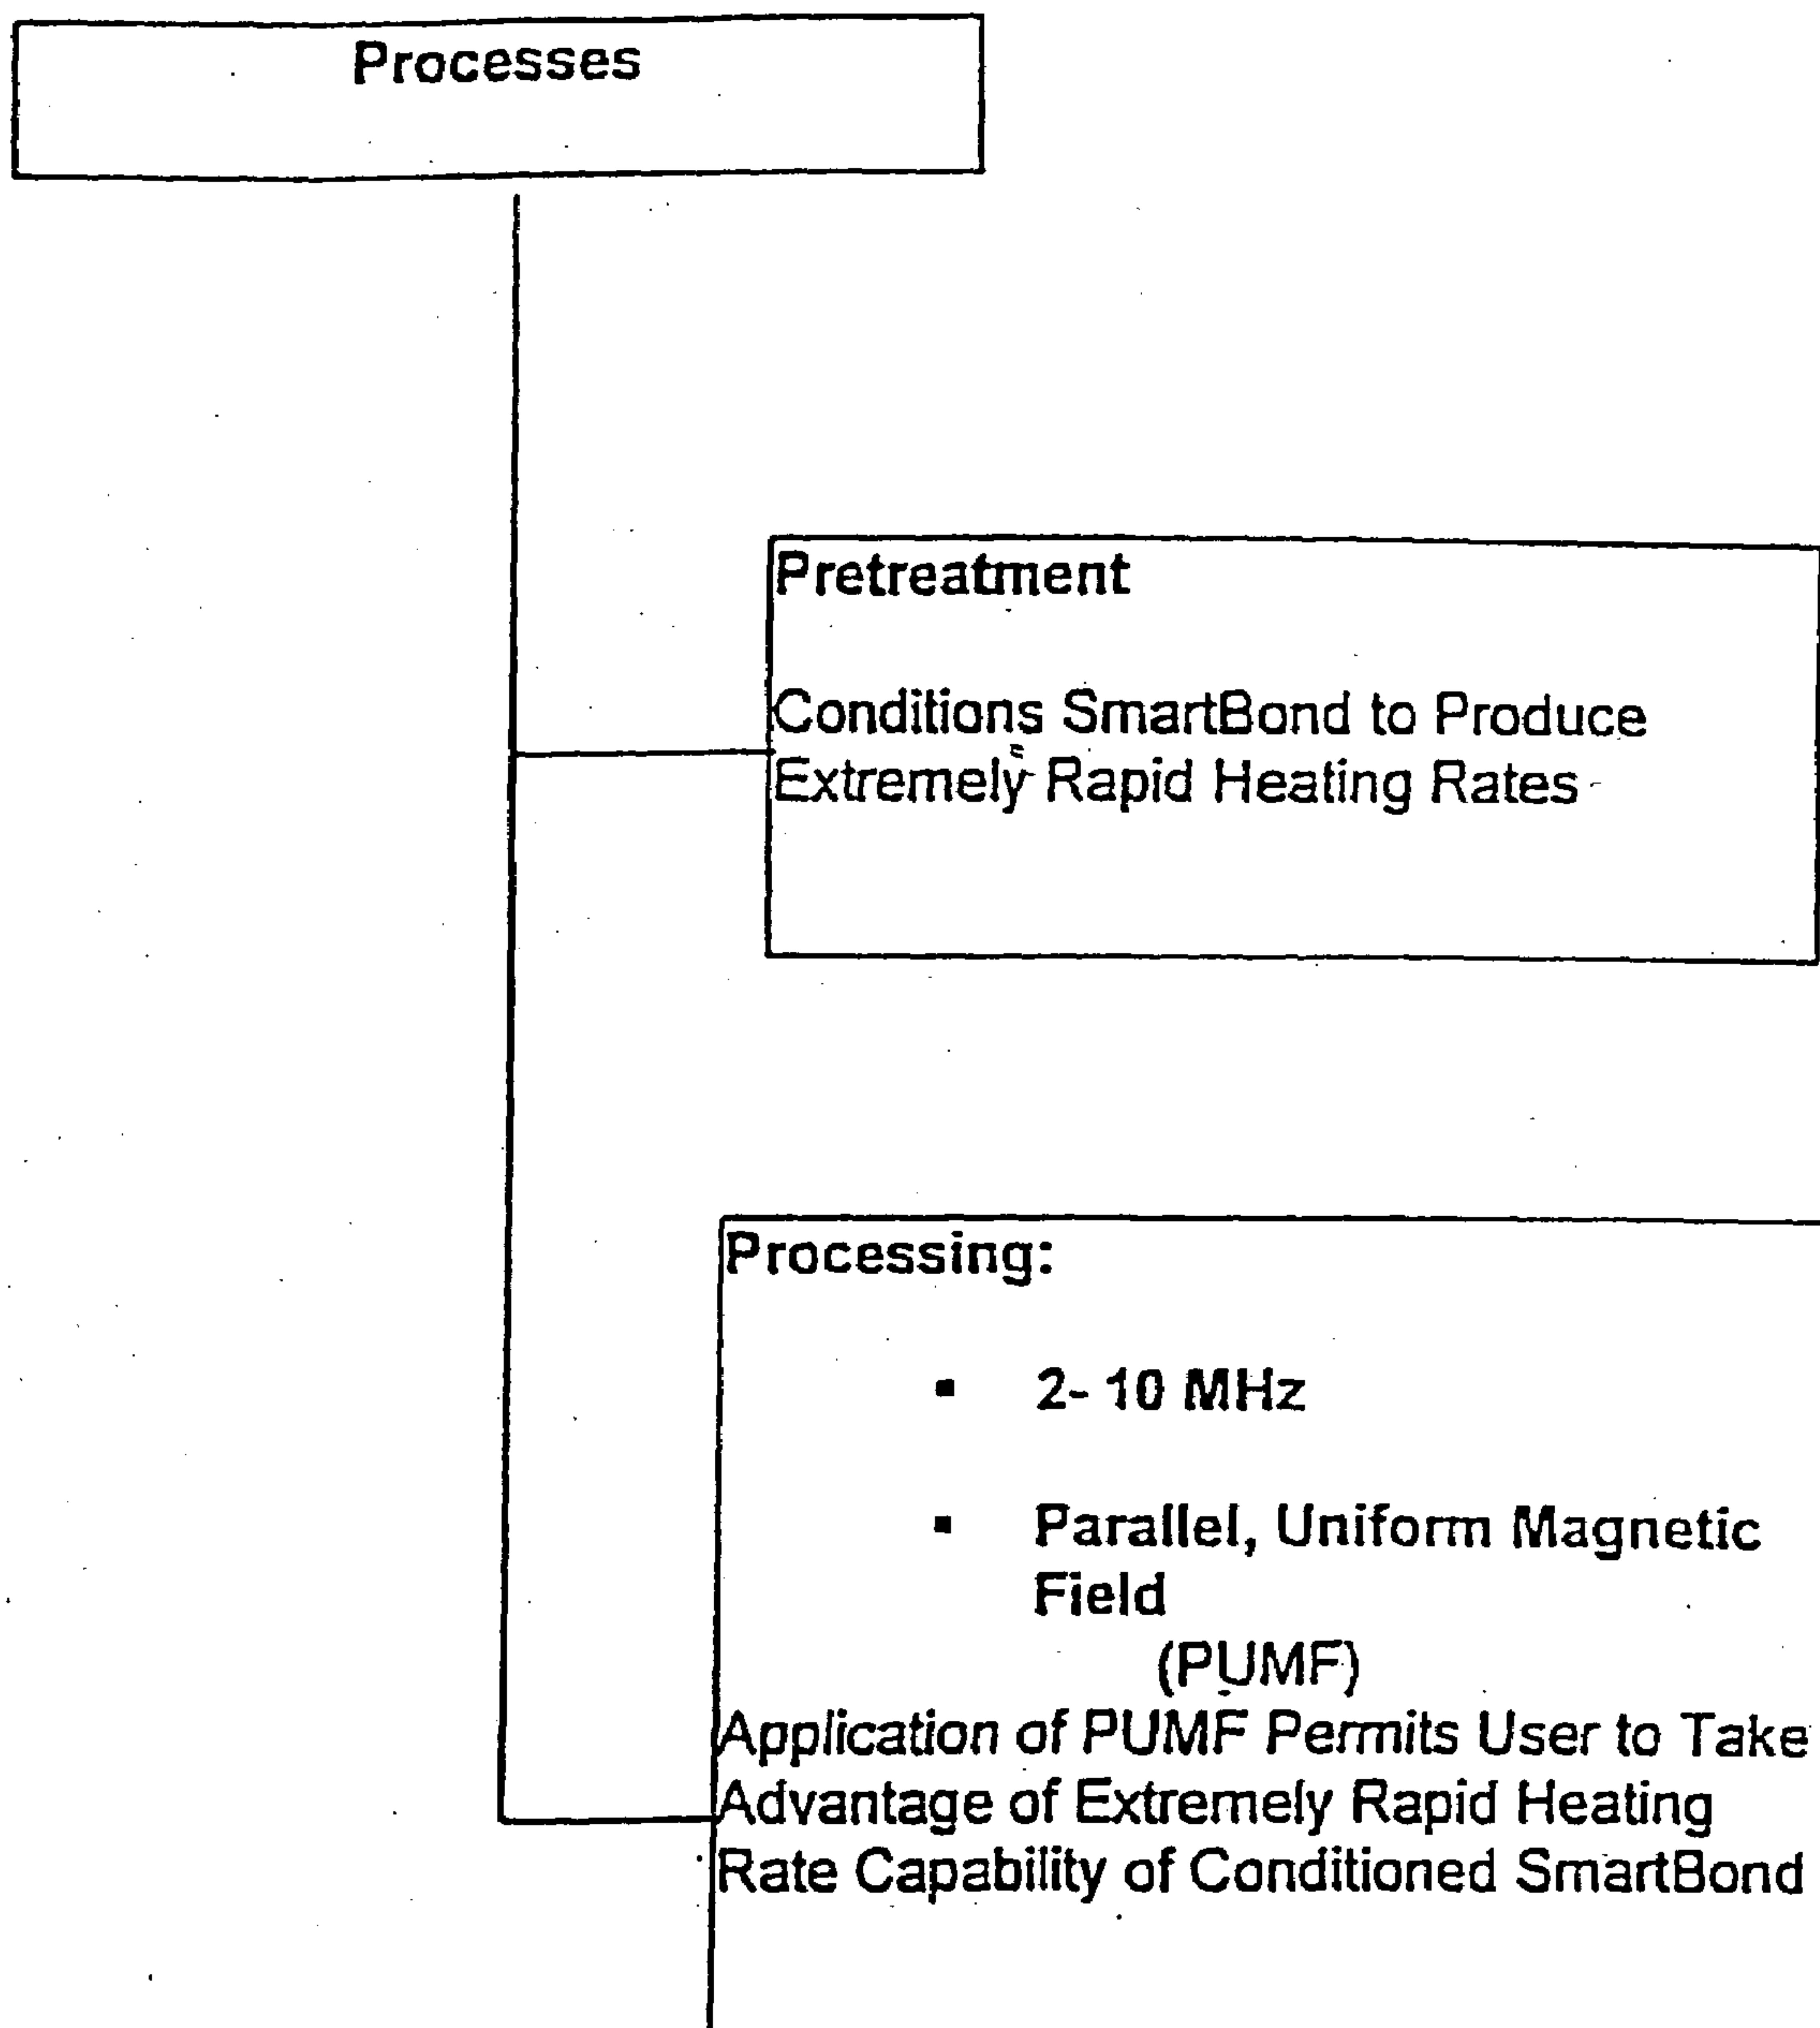 Processes
Pretreatment
Conditions SmartBond to Produce
Extremely Rapid Heating Rates
Processing:
▪ 2- 10 MHz
▪ Parallel, Uniform Magnetic
Field
(PUMF)
Application of PUMF Permits User to Take
Advantage of Extremely Rapid Heating
Rate Capability of Conditioned SmartBond